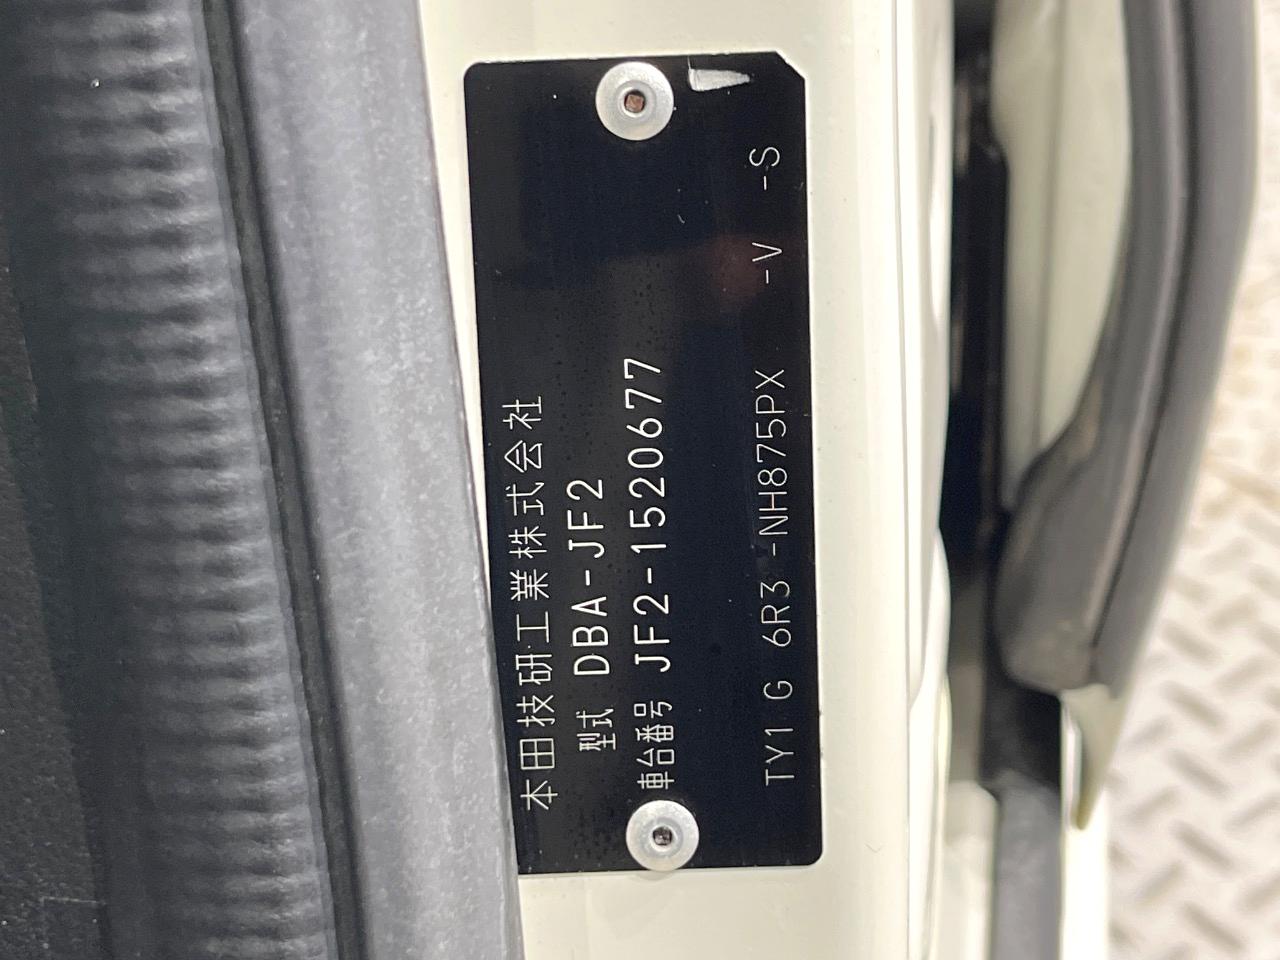 本田技研工業株式会社
型式 DBA-JF2
車台番号 JF2-1520677
TY1 G 6R3 -NH875PX -V -S